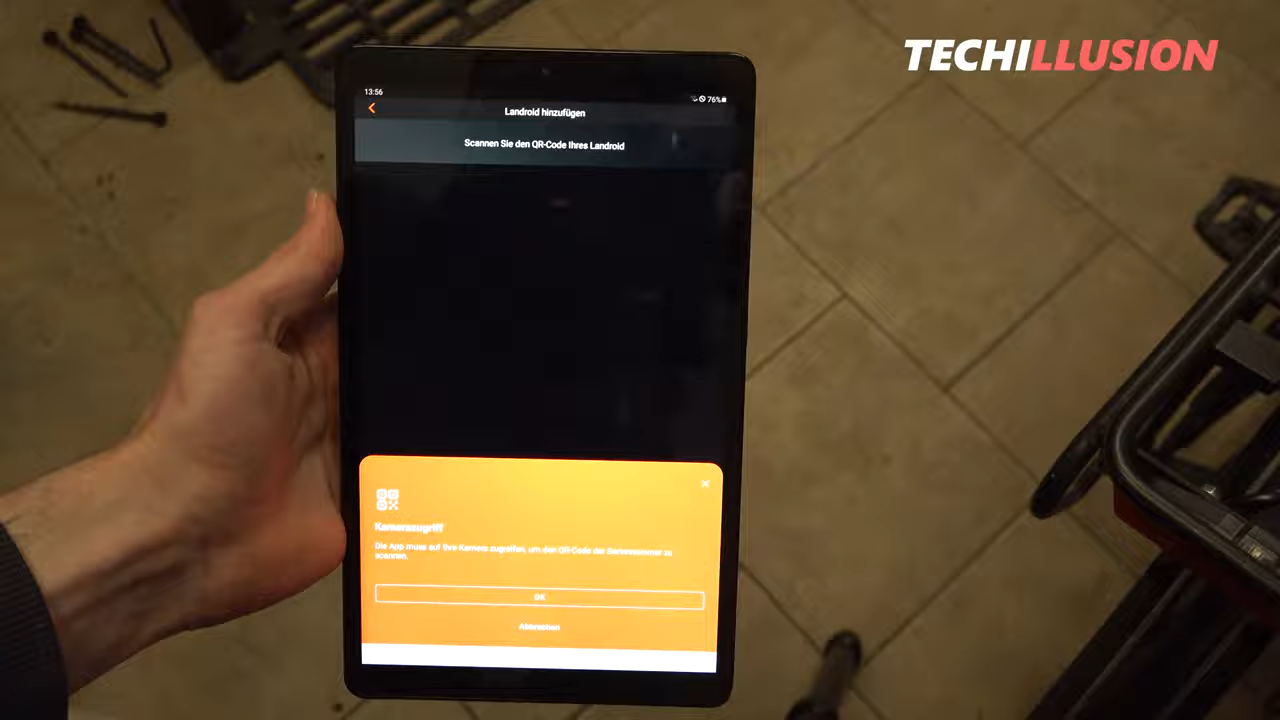 TECHILLUSION
13:56
76%
Landroid hinzufügen
Scannen Sie den QR-Code Ihres Landroid
Kamerazugriff
Die App muss auf Ihre Kamera zugreifen, um den QR-Code der Seriennummer zu
scannen.
OK
Abbrechen